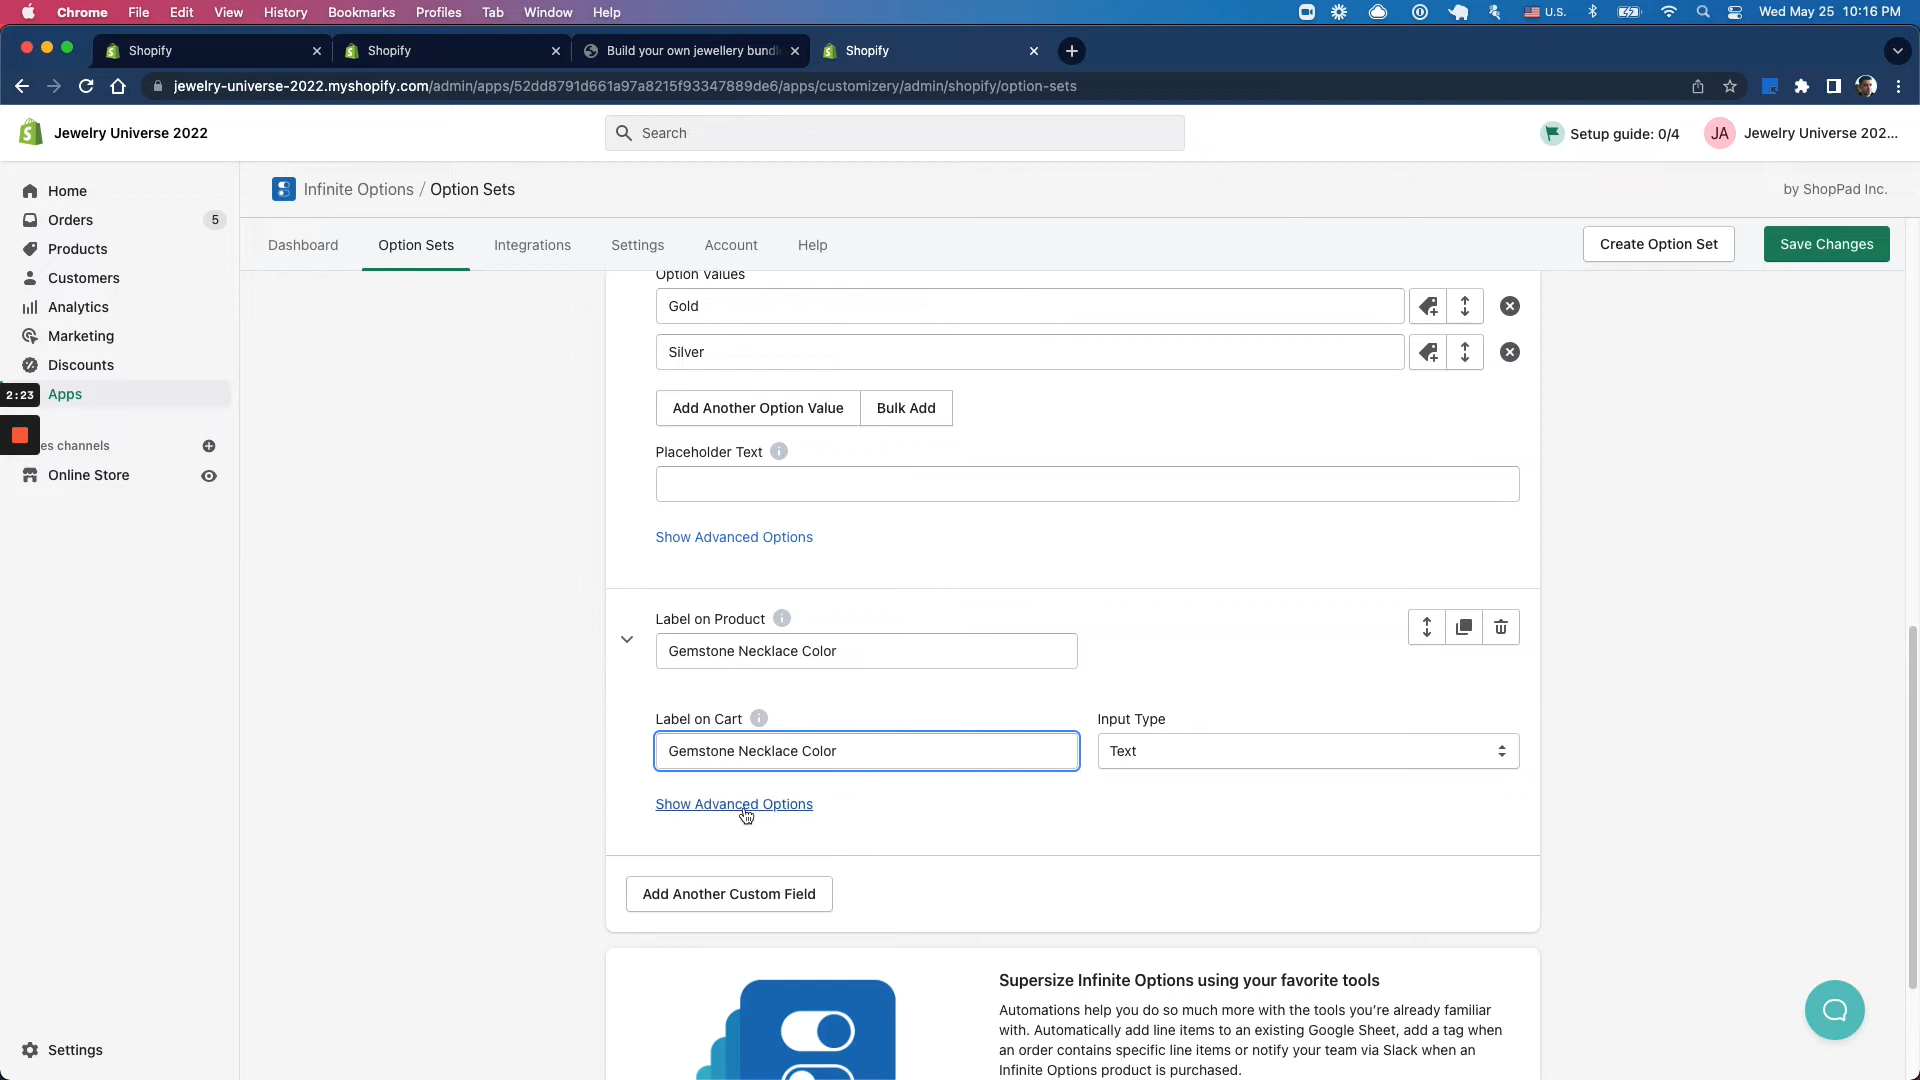 Chrome File Edit View History Bookmarks Profiles Tab Window Help U.S. Wed May 25 10:16 PM
Shopify Shopify Build your own jewellery bundl Shopify
jewelry-universe-2022.myshopify.com/admin/apps/52dd8791d661a97a8215f93347889de6/apps/customizery/admin/shopify/option-sets
Jewelry Universe 2022 Search Setup guide: 0/4 JA Jewelry Universe 202...
Home
Orders 5
Products
Customers
Analytics
Marketing
Discounts
2:23 Apps
es channels
Online Store
Settings
Infinite Options / Option Sets by ShopPad Inc.
Dashboard Option Sets Integrations Settings Account Help Create Option Set Save Changes
Option Values
Gold
Silver
Add Another Option Value Bulk Add
Placeholder Text
Show Advanced Options
Label on Product
Gemstone Necklace Color
Label on Cart Input Type
Gemstone Necklace Color Text
Show Advanced Options
Add Another Custom Field
Supersize Infinite Options using your favorite tools
Automations help you do so much more with the tools you're already familiar
with. Automatically add line items to an existing Google Sheet, add a tag when
an order contains specific line items or notify your team via Slack when an
Infinite Options product is purchased.